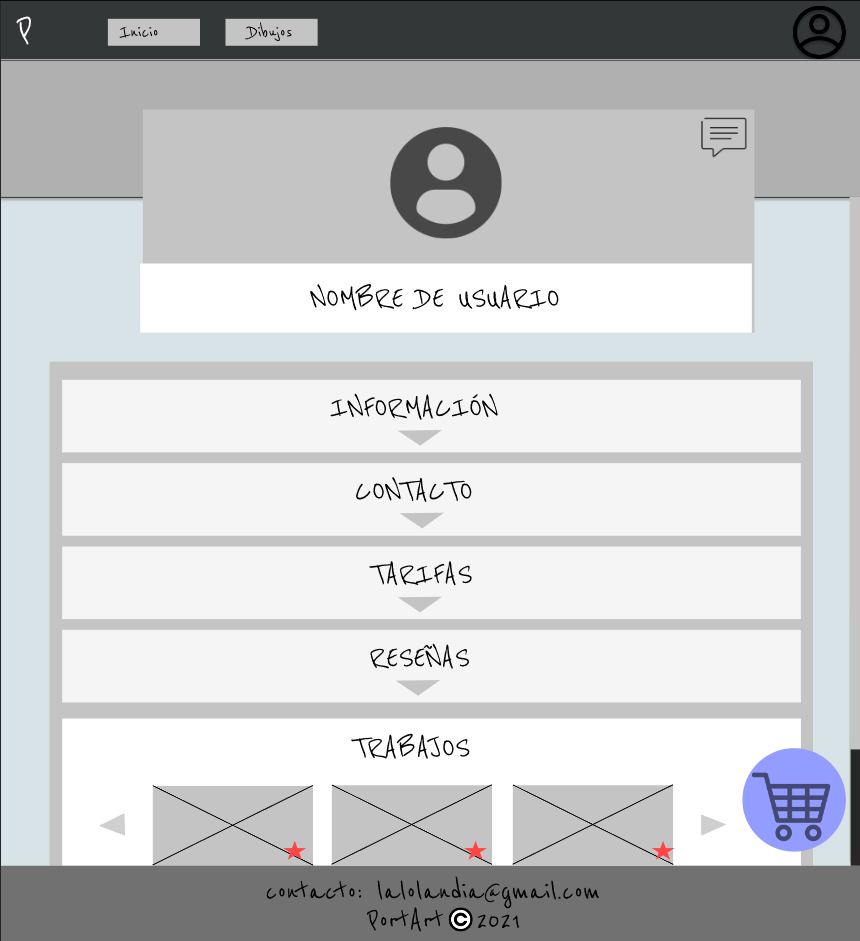 P
Inicio
Dibujos
NOMBRE DE USUARIO
INFORMACIÓN
CONTACTO
TARIFAS
RESEÑAS
TRABAJOS
contacto: lalolandia@gmail.com
PortArt © 2021